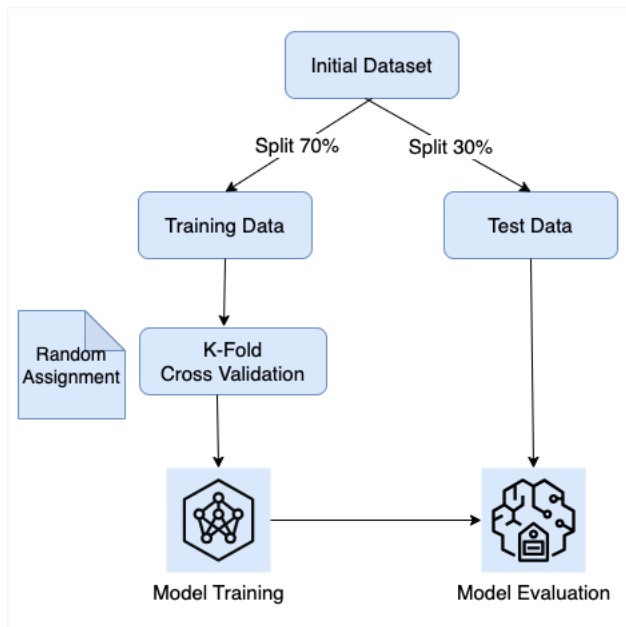 Initial Dataset
Split 70%
Split 30%
Training Data
Test Data
Random
Assignment
K-Fold
Cross Validation
Model Training
Model Evaluation